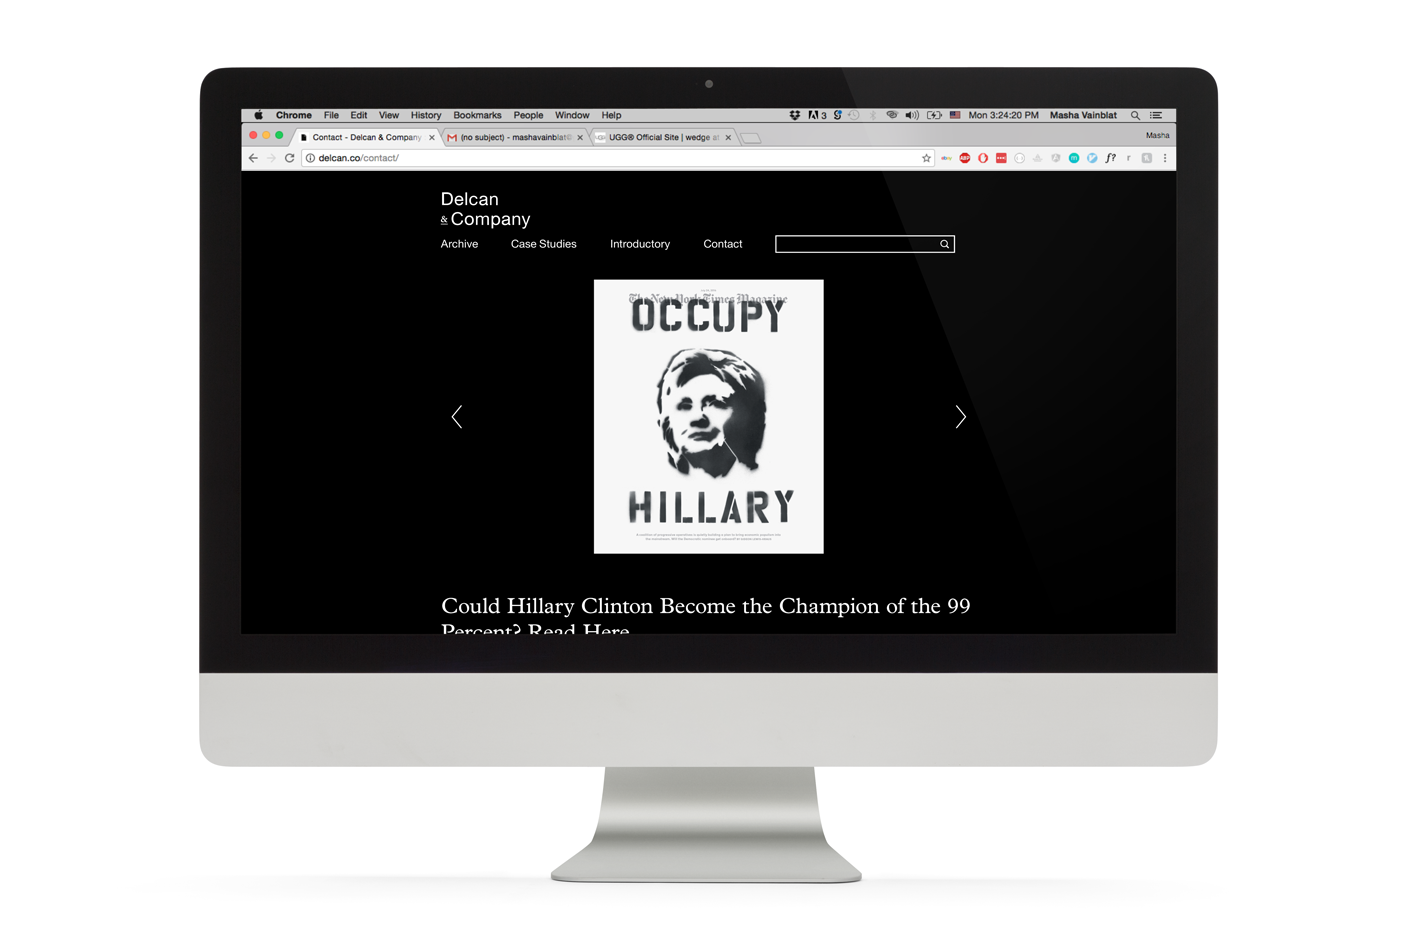 Chrome File Edit View History Bookmarks People Window Help 3 Mon 3:24:20 PM Masha Vainblat
Contact - Delcan & Company (no subject) - mashavainblat@ UGG® Official Site | wedge at Masha
delcan.co/contact/ ebay ABP m f? r
Delcan
& Company
Archive Case Studies Introductory Contact
The New York Times Magazine
OCCUPY
HILLARY
Could Hillary Clinton Become the Champion of the 99
Percent? Read Here